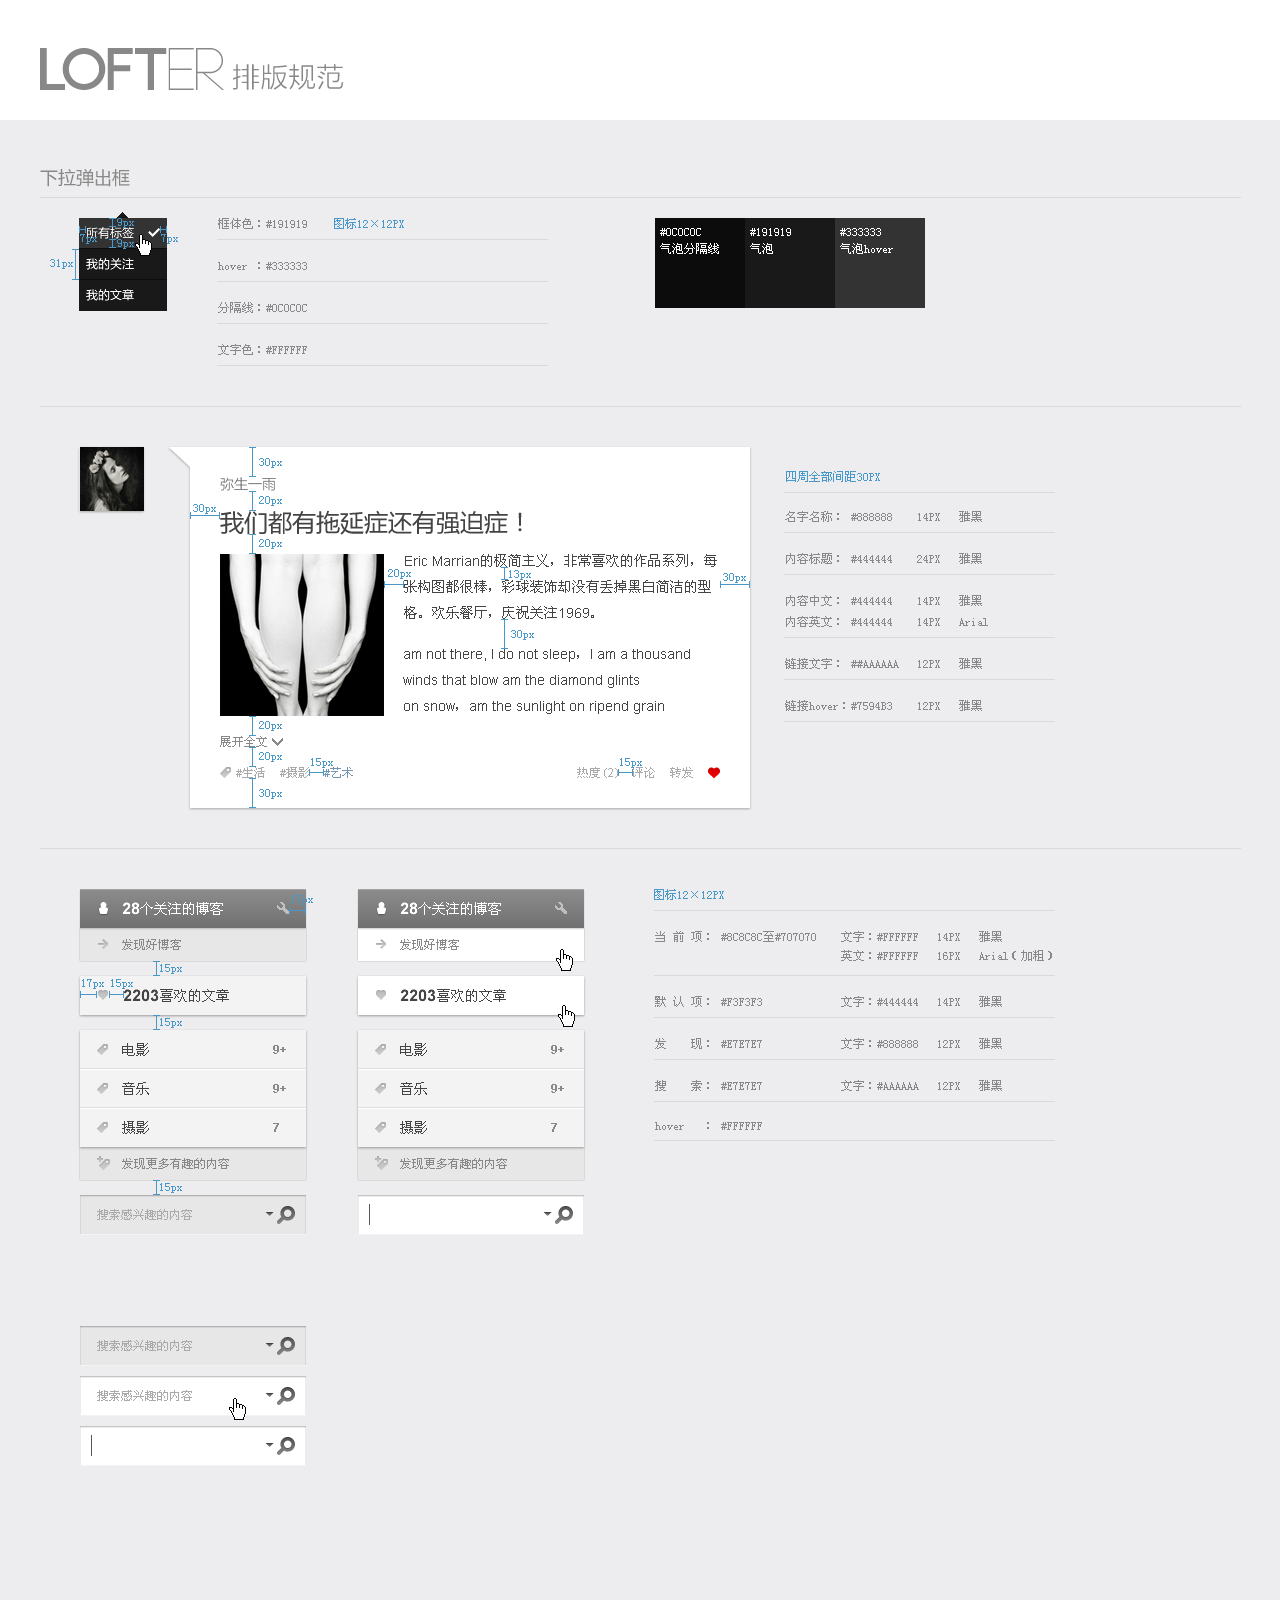 LOFTER 排版规范
下拉弹出框
所有标签
我的关注
我的文章
9px
7px
7px
19px
31px
框体色：#191919 图标12×12PX
hover ：#333333
分隔线：#0C0C0C
文字色：#FFFFFF
#0C0C0C
气泡分隔线
#191919
气泡
#333333
气泡hover
30px
弥生一雨
20px
30px
我们都有拖延症还有强迫症！
20px
Eric Marrian的极简主义，非常喜欢的作品系列，每
张构图都很棒，彩球装饰却没有丢掉黑白简洁的型
格。欢乐餐厅，庆祝关注1969。
20px
13px
30px
30px
am not there, I do not sleep，I am a thousand
winds that blow am the diamond glints
on snow，am the sunlight on ripend grain
20px
展开全文
20px
#生活 #摄影 #艺术
15px
热度 (2) 评论 转发
15px
30px
四周全部间距30PX
名字名称： #888888 14PX 雅黑
内容标题： #444444 24PX 雅黑
内容中文： #444444 14PX 雅黑
内容英文： #444444 14PX Arial
链接文字： ##AAAAAA 12PX 雅黑
链接hover：#7594B3 12PX 雅黑
28个关注的博客
发现好博客
15px
17px 15px
2203喜欢的文章
15px
电影 9+
音乐 9+
摄影 7
发现更多有趣的内容
15px
搜索感兴趣的内容
28个关注的博客
发现好博客
2203喜欢的文章
电影 9+
音乐 9+
摄影 7
发现更多有趣的内容
图标12×12PX
当 前 项： #8C8C8C至#707070 文字：#FFFFFF 14PX 雅黑
英文：#FFFFFF 16PX Arial（加粗）
默 认 项： #F3F3F3 文字：#444444 14PX 雅黑
发 现： #E7E7E7 文字：#888888 12PX 雅黑
搜 索： #E7E7E7 文字：#AAAAAA 12PX 雅黑
hover ： #FFFFFF
搜索感兴趣的内容
搜索感兴趣的内容